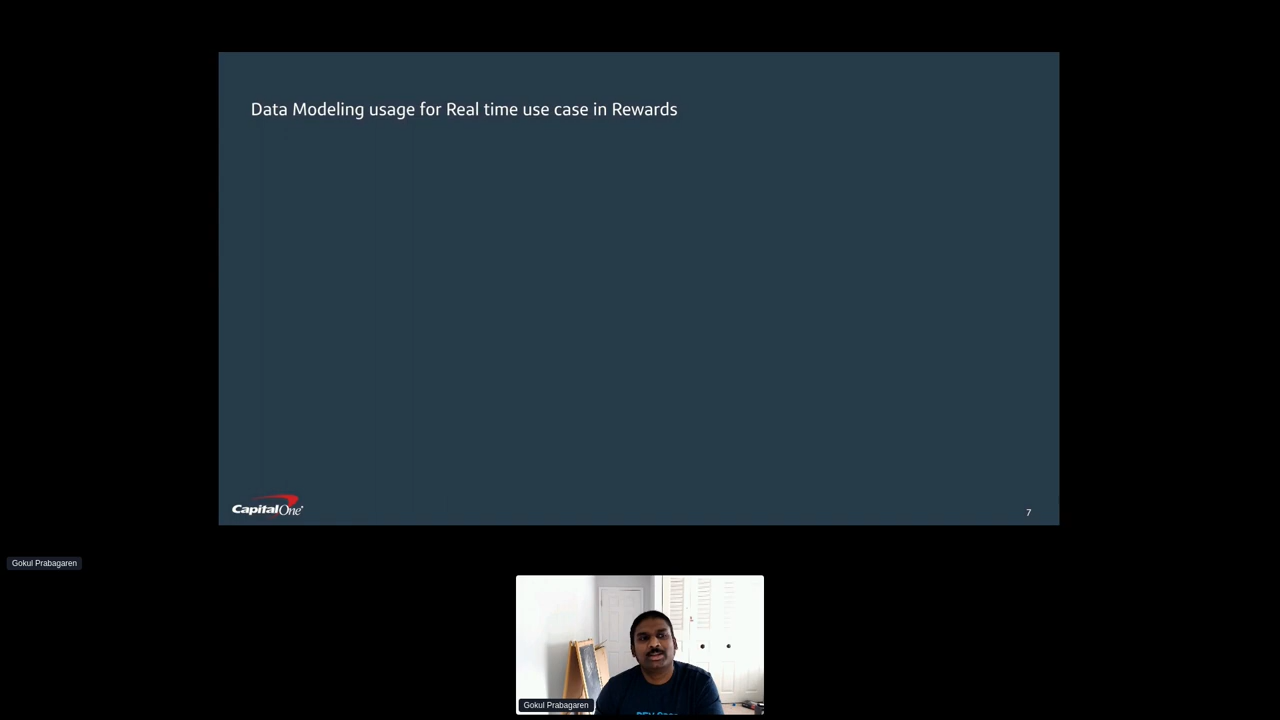 Data Modeling usage for Real time use case in Rewards
CapitalOne
7
Gokul Prabagaren
Gokul Prabagaren